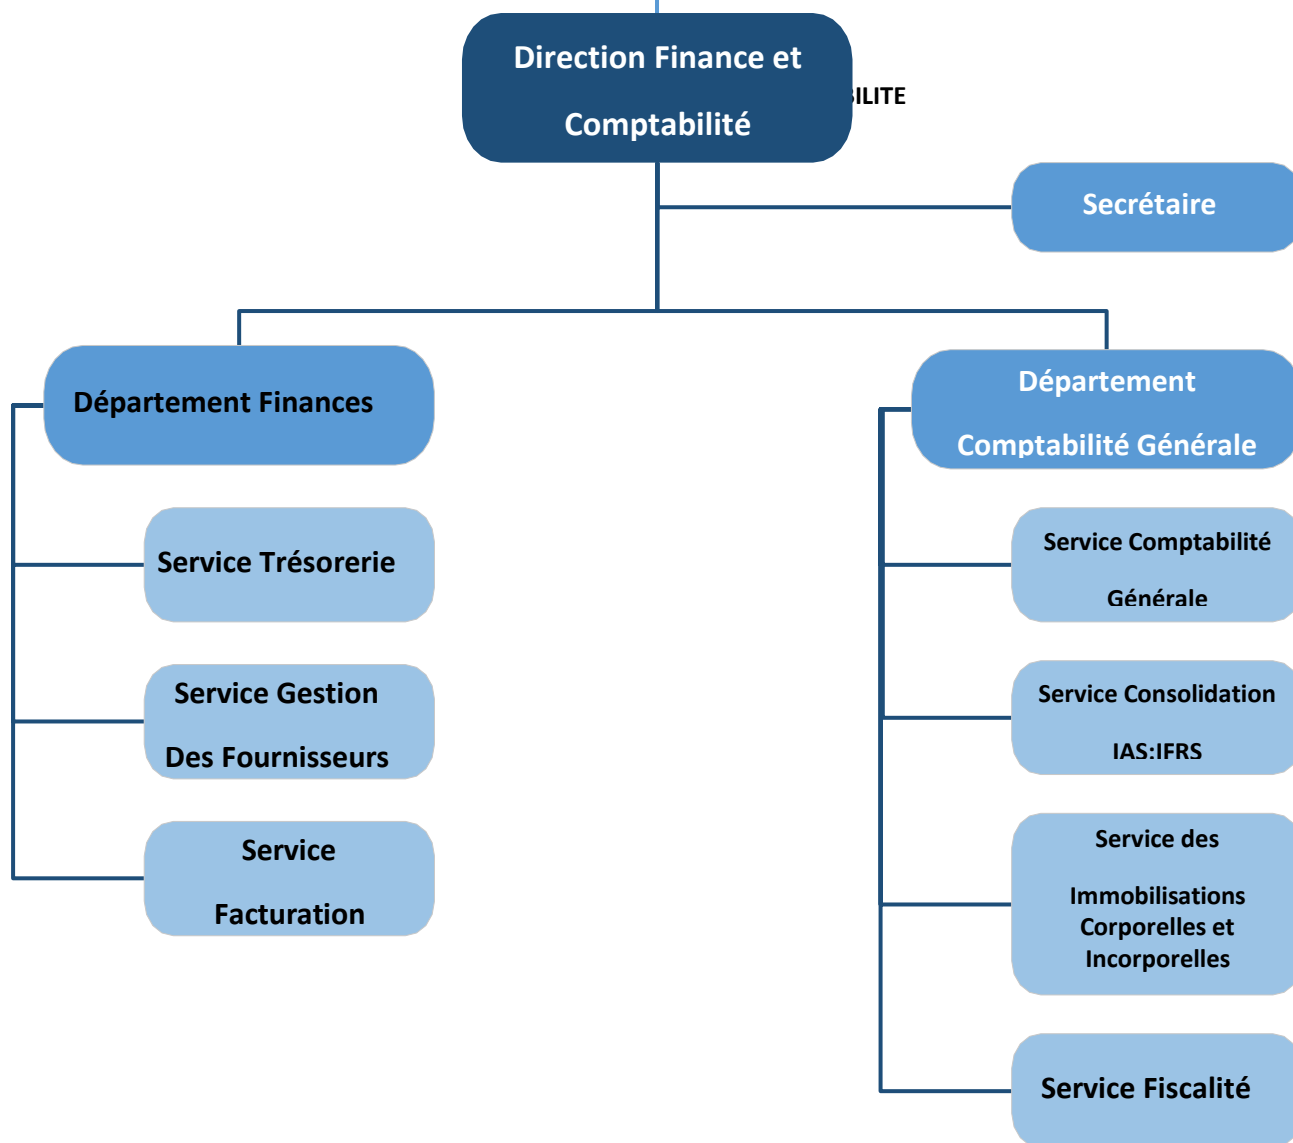 Direction Finance et
Comptabilité
BILITE
Secrétaire
Département Finances
Département
Comptabilité Générale
Service Trésorerie
Service Comptabilité
Générale
Service Gestion
Des Fournisseurs
Service Consolidation
IAS:IFRS
Service
Facturation
Service des
Immobilisations
Corporelles et
Incorporelles
Service Fiscalité